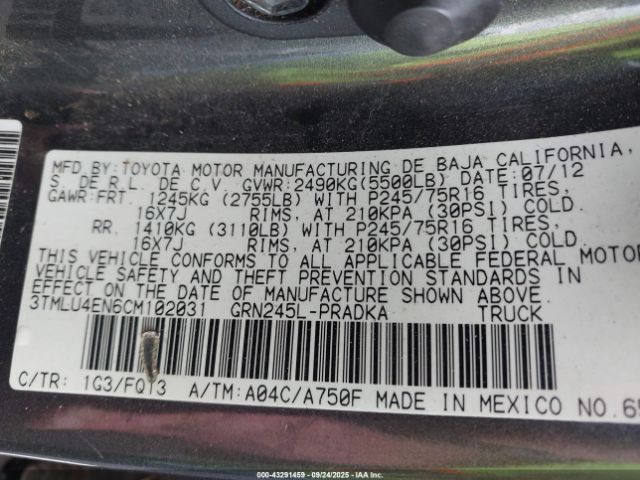 MFD.BY:TOYOTA MOTOR MANUFACTURING DE BAJA CALIFORNIA,
S. DE R.L. DE C.V. GVWR:2490KG(5500LB) DATE:07/12
GAWR:FRT. 1245KG (2755LB) WITH P245/75R16 TIRES,
16X7J RIMS, AT 210KPA (30PSI) COLD.
RR. 1410KG (3110LB) WITH P245/75R16 TIRES,
16X7J RIMS, AT 210KPA (30PSI) COLD.
THIS VEHICLE CONFORMS TO ALL APPLICABLE FEDERAL MOTOR
VEHICLE SAFETY AND THEFT PREVENTION STANDARDS IN
EFFECT ON THE DATE OF MANUFACTURE SHOWN ABOVE.
3TMLU4EN6CM102031 GRN245L-PRADKA TRUCK
C/TR: 1G3/FQ13 A/TM:A04C/A750F MADE IN MEXICO NO.
000-43291459 - 09/24/2025 - IAA Inc.